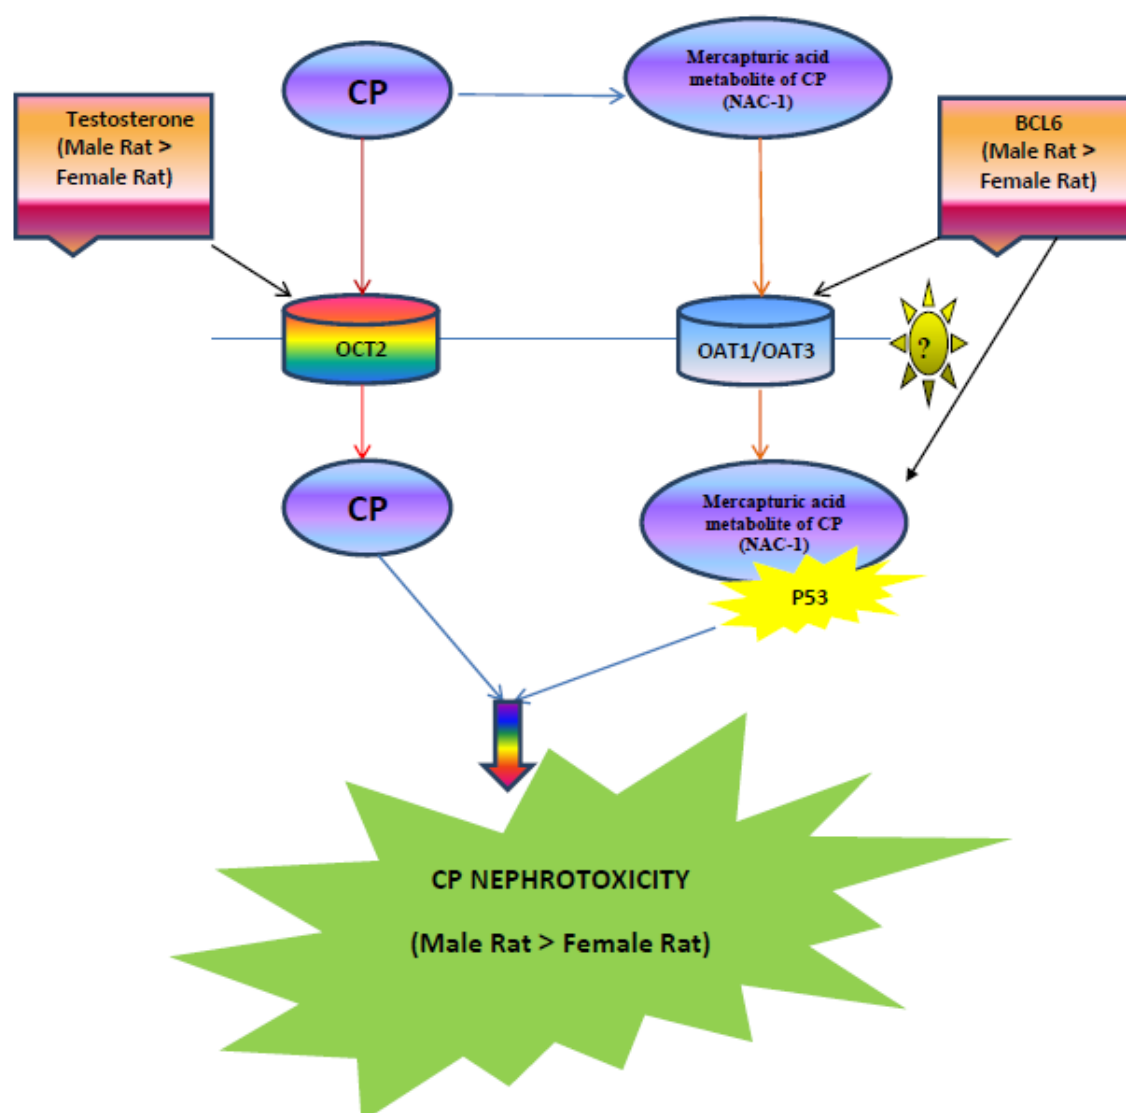 CP
Mercapturic acid
metabolite of CP
(NAC-1)
Testosterone
(Male Rat >
Female Rat)
BCL6
(Male Rat >
Female Rat)
OCT2
OAT1/OAT3
?
CP
Mercapturic acid
metabolite of CP
(NAC-1)
P53
CP NEPHROTOXICITY
(Male Rat > Female Rat)